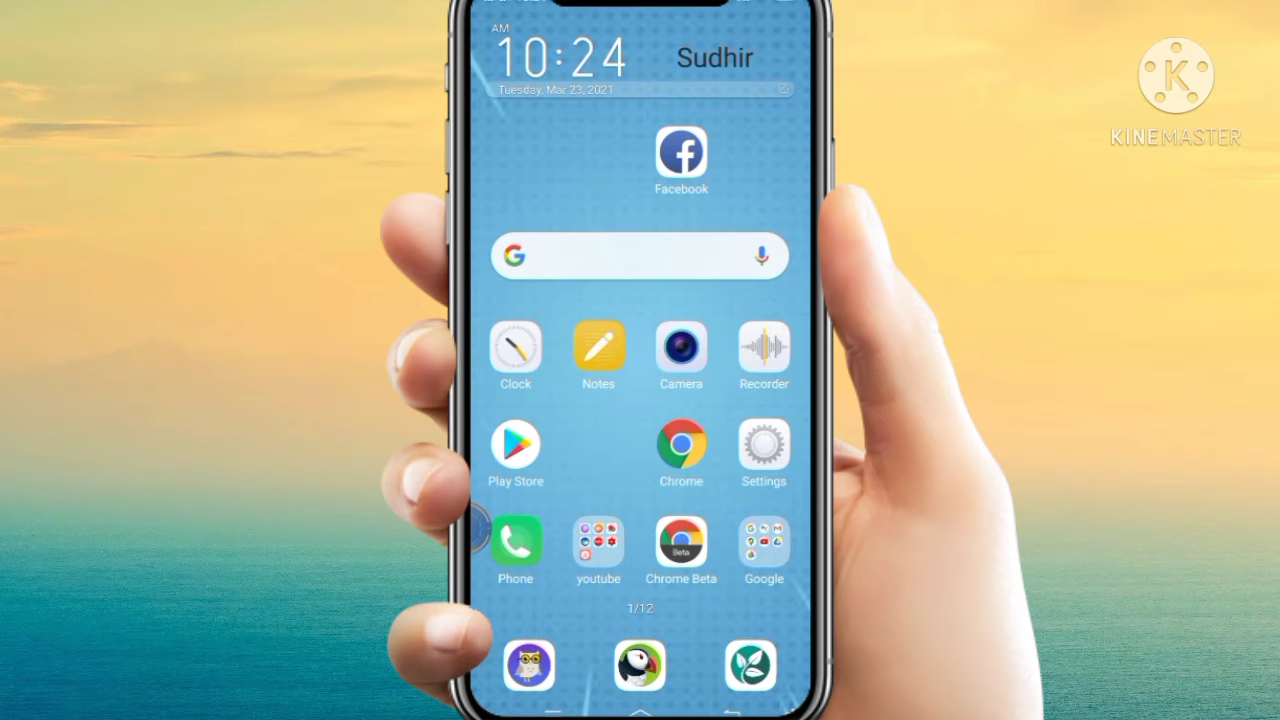 AM
10:24
Sudhir
Tuesday, Mar 23, 2021
K
KINEMASTER
Facebook
Clock
Notes
Camera
Recorder
Play Store
Chrome
Settings
Beta
Phone
youtube
Chrome Beta
Google
1/12